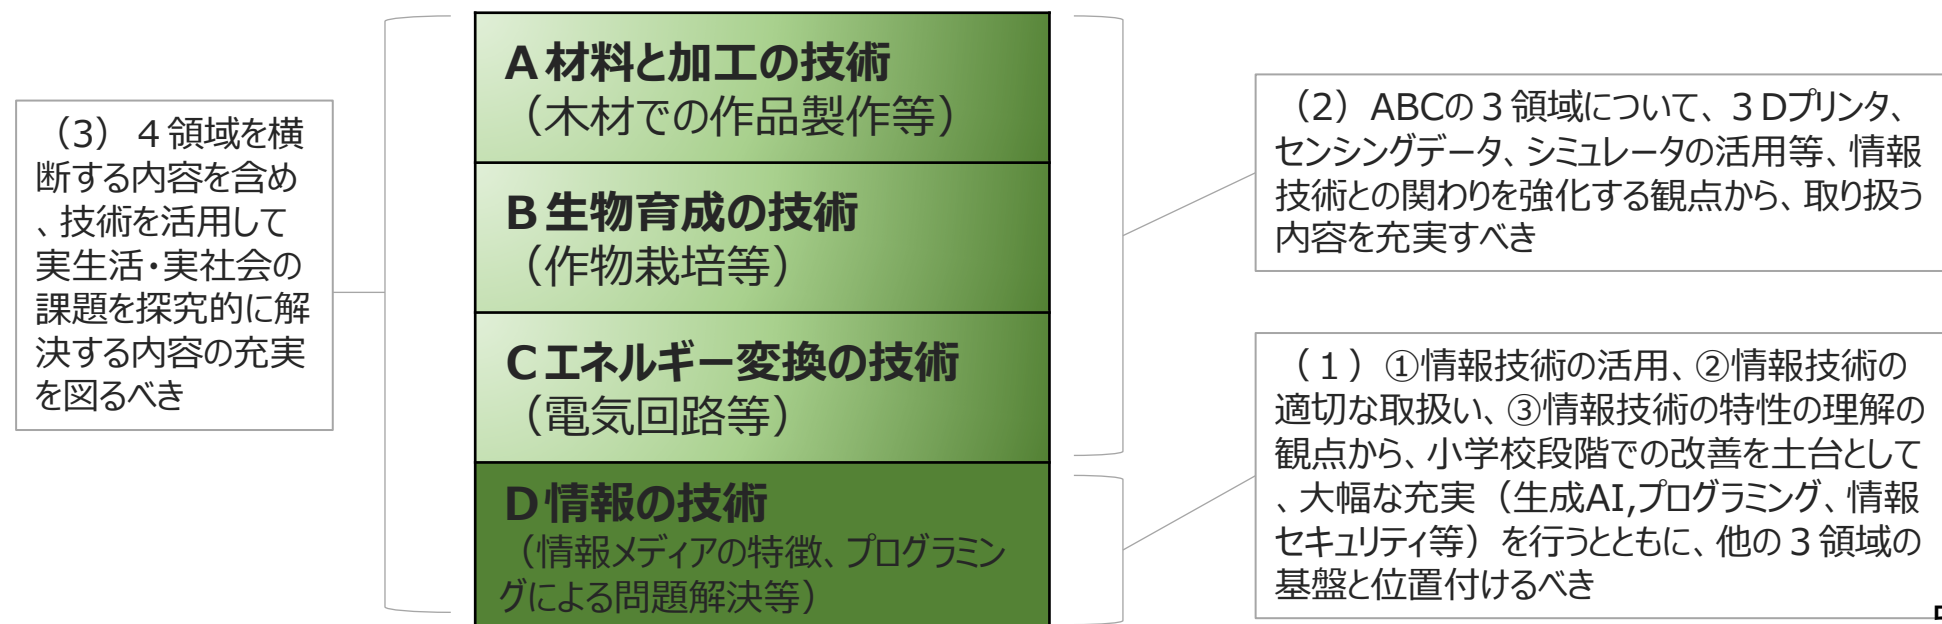 （3）４領域を横
断する内容を含め
、技術を活用して
実生活・実社会の
課題を探究的に解
決する内容の充実
を図るべき
A 材料と加工の技術
（木材での作品製作等）
B 生物育成の技術
（作物栽培等）
C エネルギー変換の技術
（電気回路等）
D 情報の技術
（情報メディアの特徴、プログラミン
グによる問題解決等）
（2）ABCの３領域について、３Dプリンタ、
センシングデータ、シミュレータの活用等、情報
技術との関わりを強化する観点から、取り扱う
内容を充実すべき
（１）①情報技術の活用、②情報技術の
適切な取扱い、③情報技術の特性の理解の
観点から、小学校段階での改善を土台として
、大幅な充実（生成AI,プログラミング、情報
セキュリティ等）を行うとともに、他の３領域の
基盤と位置付けるべき